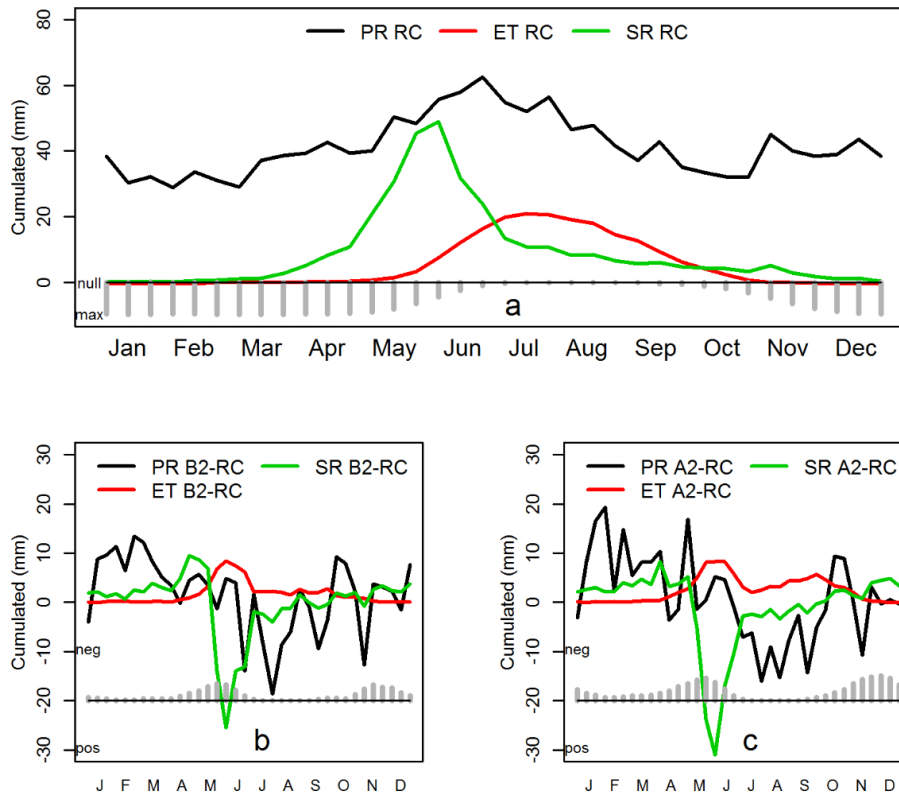 PR RC ET RC SR RC
Cumulated (mm)
80
60
40
20
0
null
max
a
Jan Feb Mar Apr May Jun Jul Aug Sep Oct Nov Dec
PR B2-RC SR B2-RC
ET B2-RC
Cumulated (mm)
30
20
10
0
-10
-20
-30
neg
pos
b
J F M A M J J A S O N D
PR A2-RC SR A2-RC
ET A2-RC
Cumulated (mm)
30
20
10
0
-10
-20
-30
neg
pos
c
J F M A M J J A S O N D